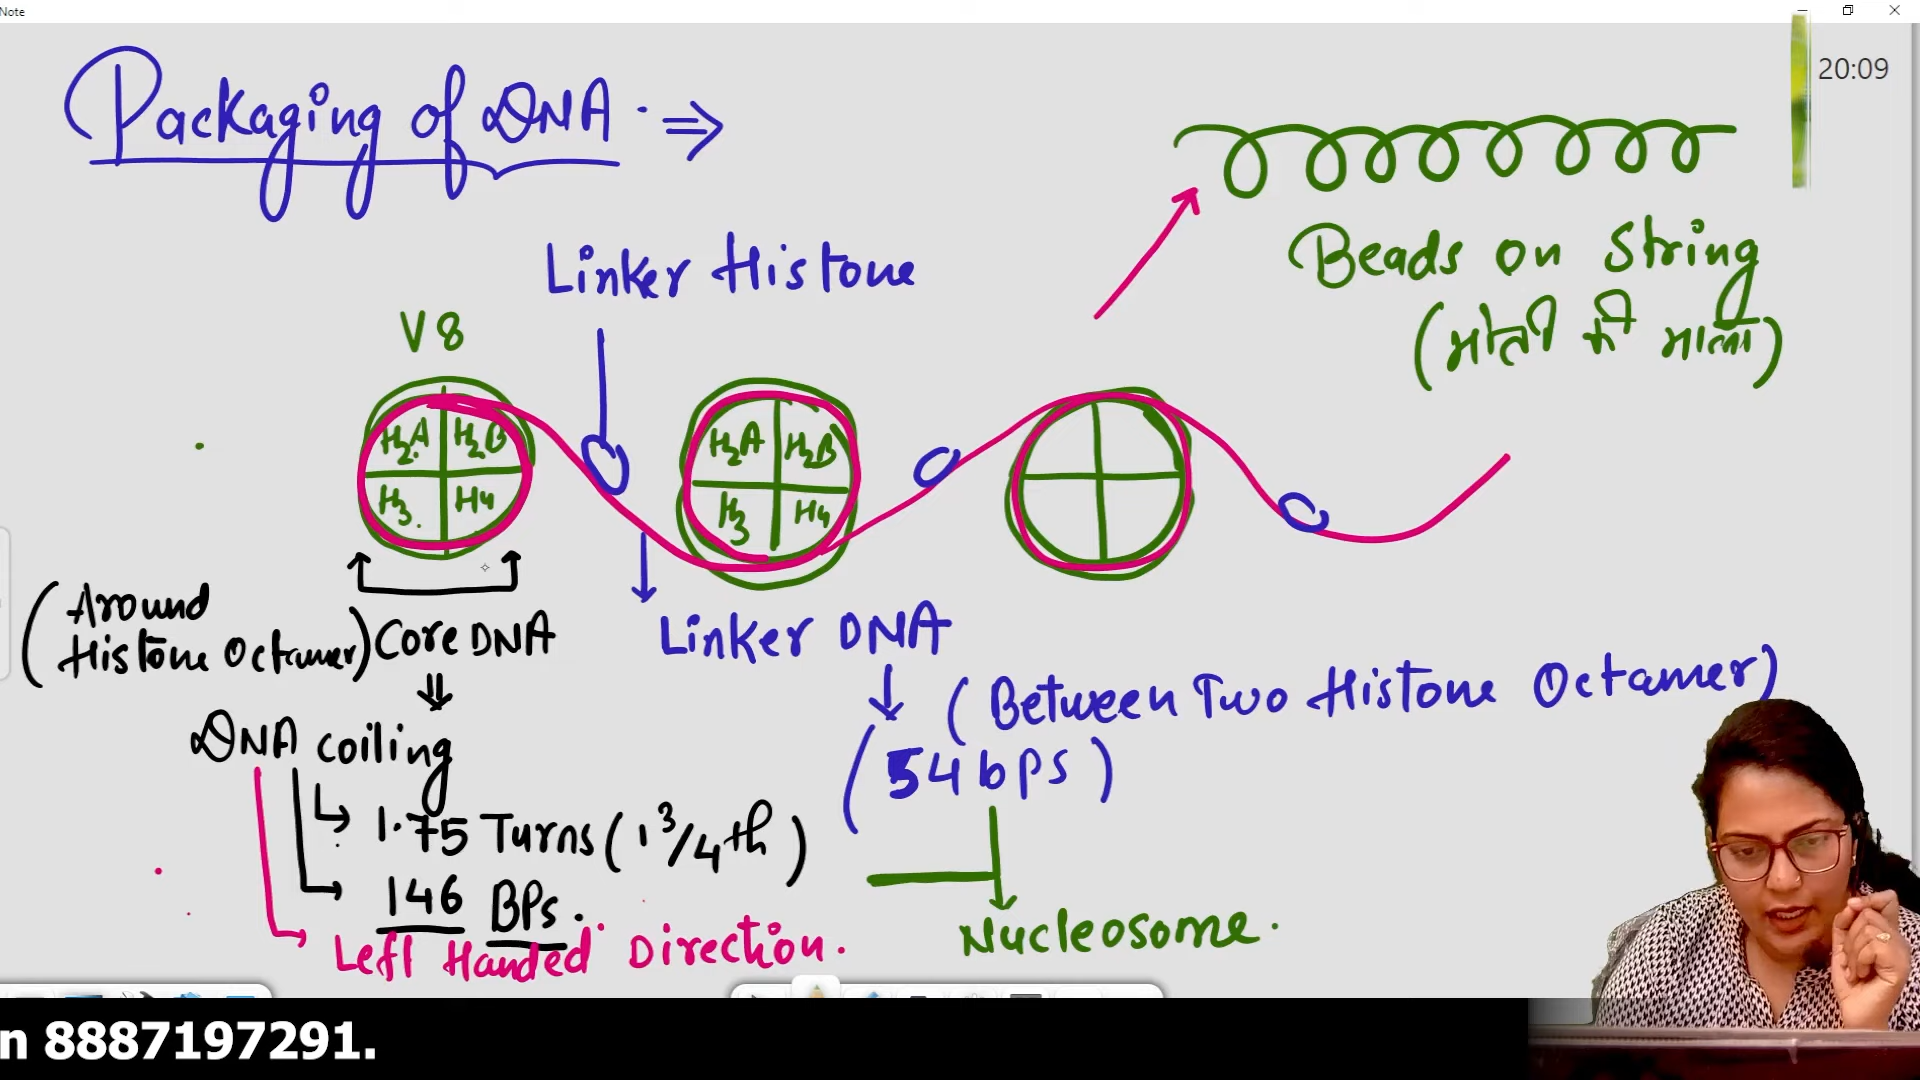 Note
20:09
Packaging of DNA ⇒
Beads on String
Linker Histone
V8
H2A H2B
H3 H4
H2A H2B
H3 H4
(Around
Histone Octamer)
Core DNA
⇓
Linker DNA
(Between Two Histone Octamer)
(54bps)
DNA coiling
1.75 Turns (1 3/4th)
146 BPs.
Left Handed Direction.
Nucleosome.
n 8887197291.